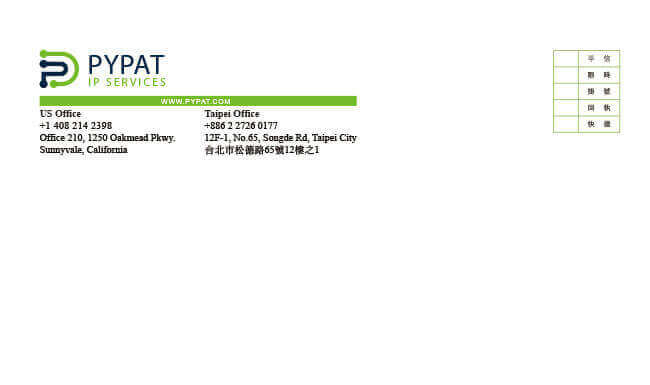 PYPAT
IP SERVICES
WWW.PYPAT.COM
US Office
+1 408 214 2398
Office 210, 1250 Oakmead Pkwy.
Sunnyvale, California
Taipei Office
+886 2 2726 0177
12F-1, No.65, Songde Rd, Taipei City
台北市松德路65號12樓之1
平 信
限 時
掛 號
回 執
快 遞